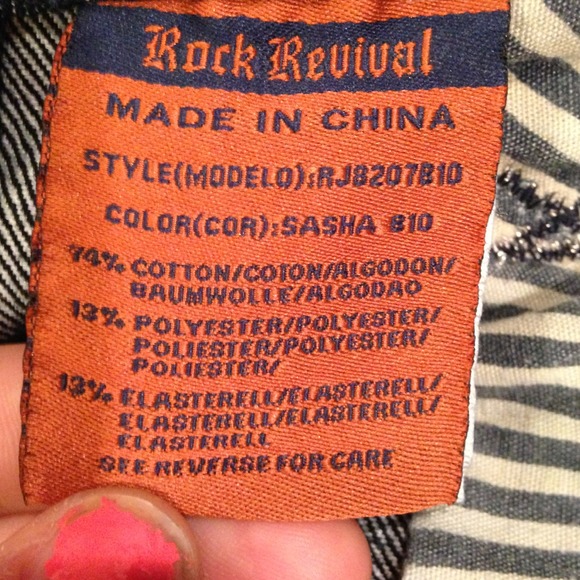 Rock Revival
MADE IN CHINA
STYLE(MODELO):RJ8207B10
COLOR(COR):SASHA B10
74% COTTON/COTON/ALGODON/
BAUMWOLLE/ALGODAO
13% POLYESTER/POLYESTER/
POLIESTER/POLYESTER/
POLIESTER/
13% ELASTERELL/ELASTERELL/
ELASTERELL/ELASTERELL/
ELASTERELL
SEE REVERSE FOR CARE